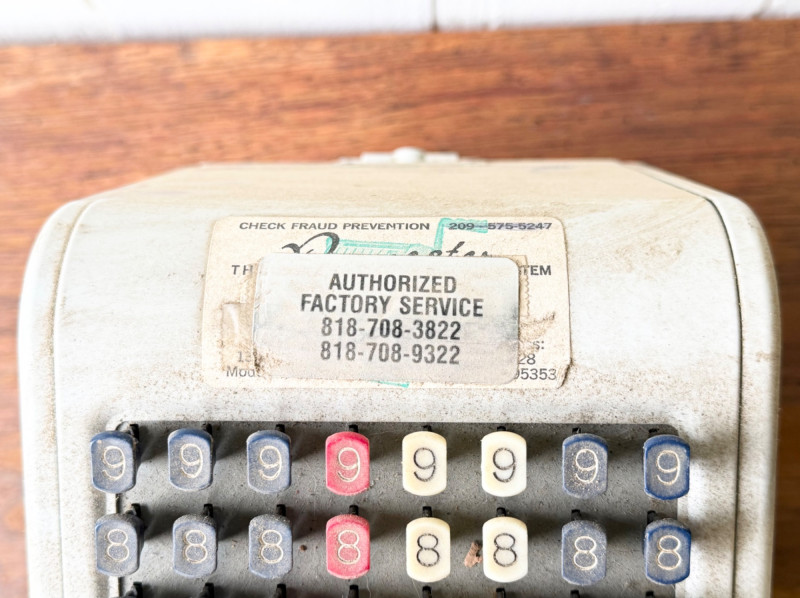 CHECK FRAUD PREVENTION 209-575-5247
AUTHORIZED
FACTORY SERVICE
818-708-3822
818-708-9322
95353
9 9 9 9 9 9 9 9
8 8 8 8 8 8 8 8